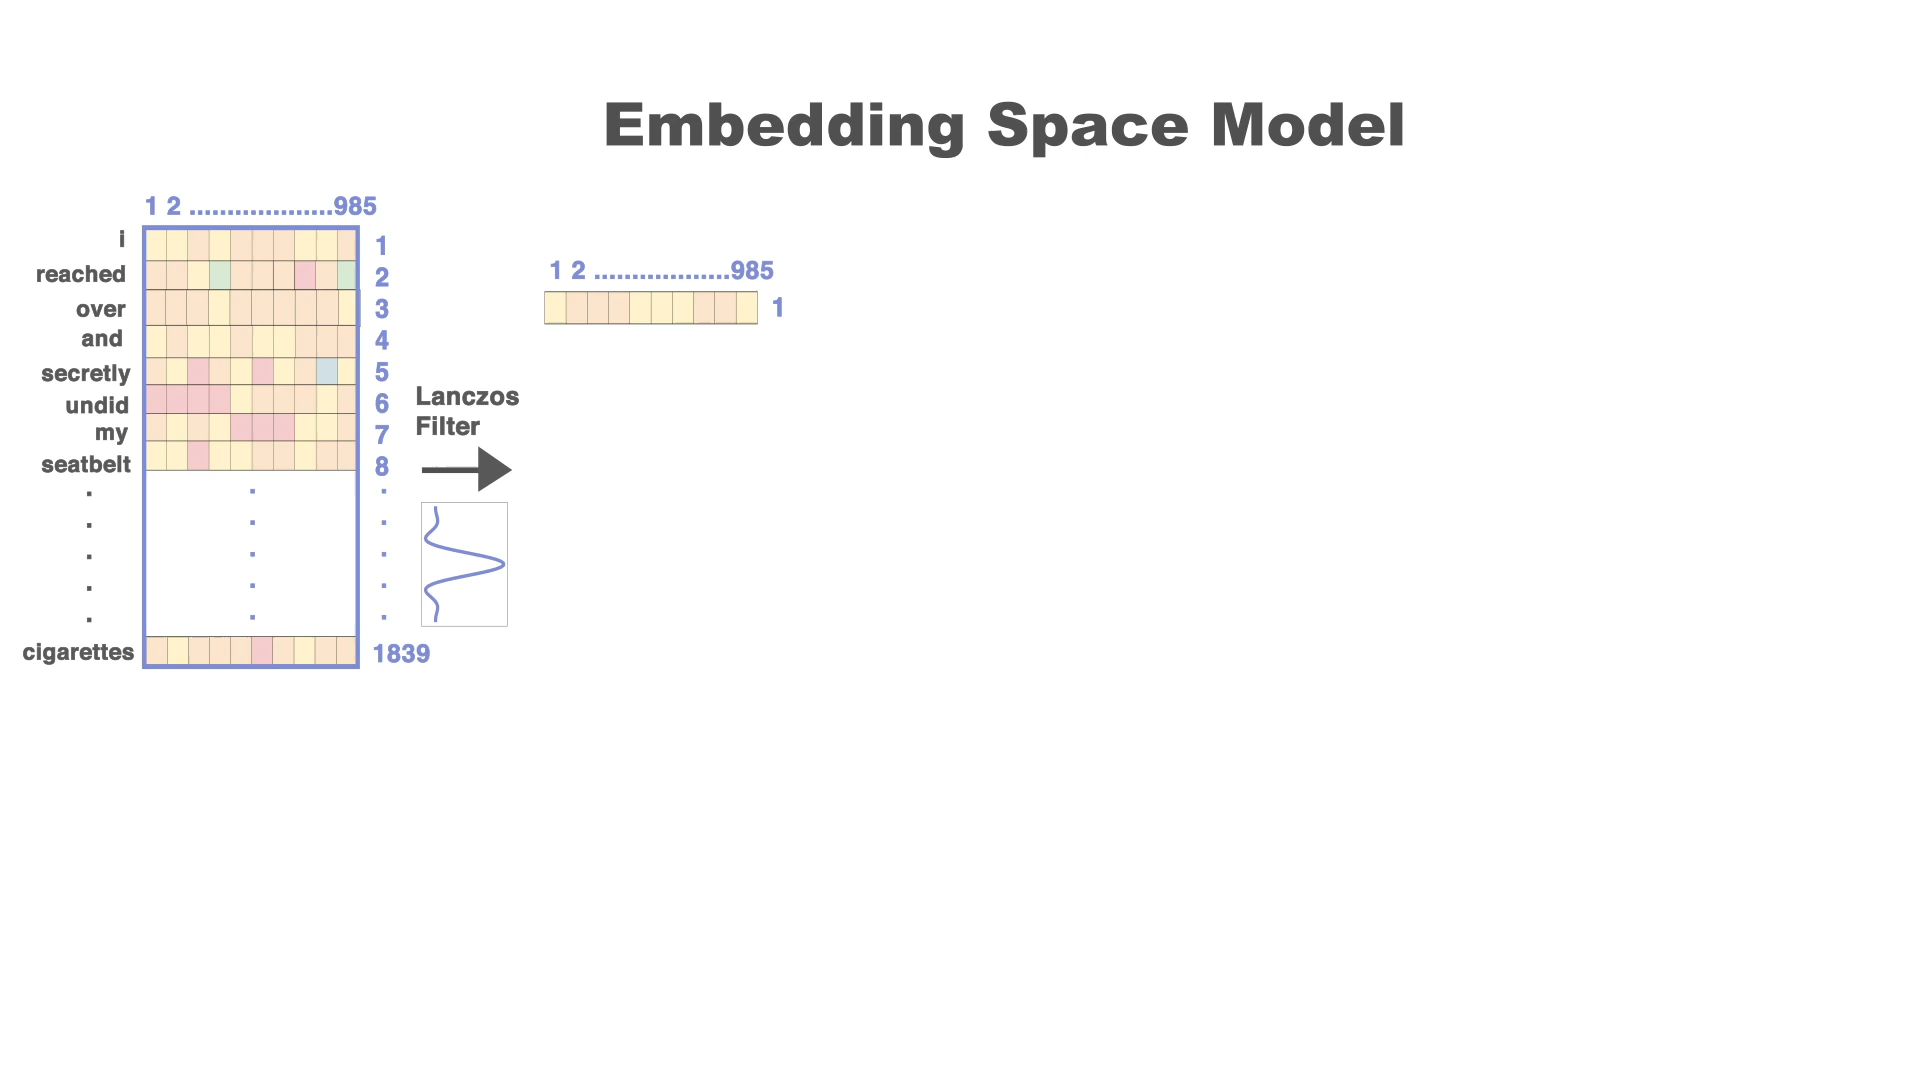 Embedding Space Model
1 2 ...................985
i 1
reached 2
over 3
and 4
secretly 5
undid 6
my 7
seatbelt 8
cigarettes 1839
Lanczos
Filter
1 2 ..................985
1